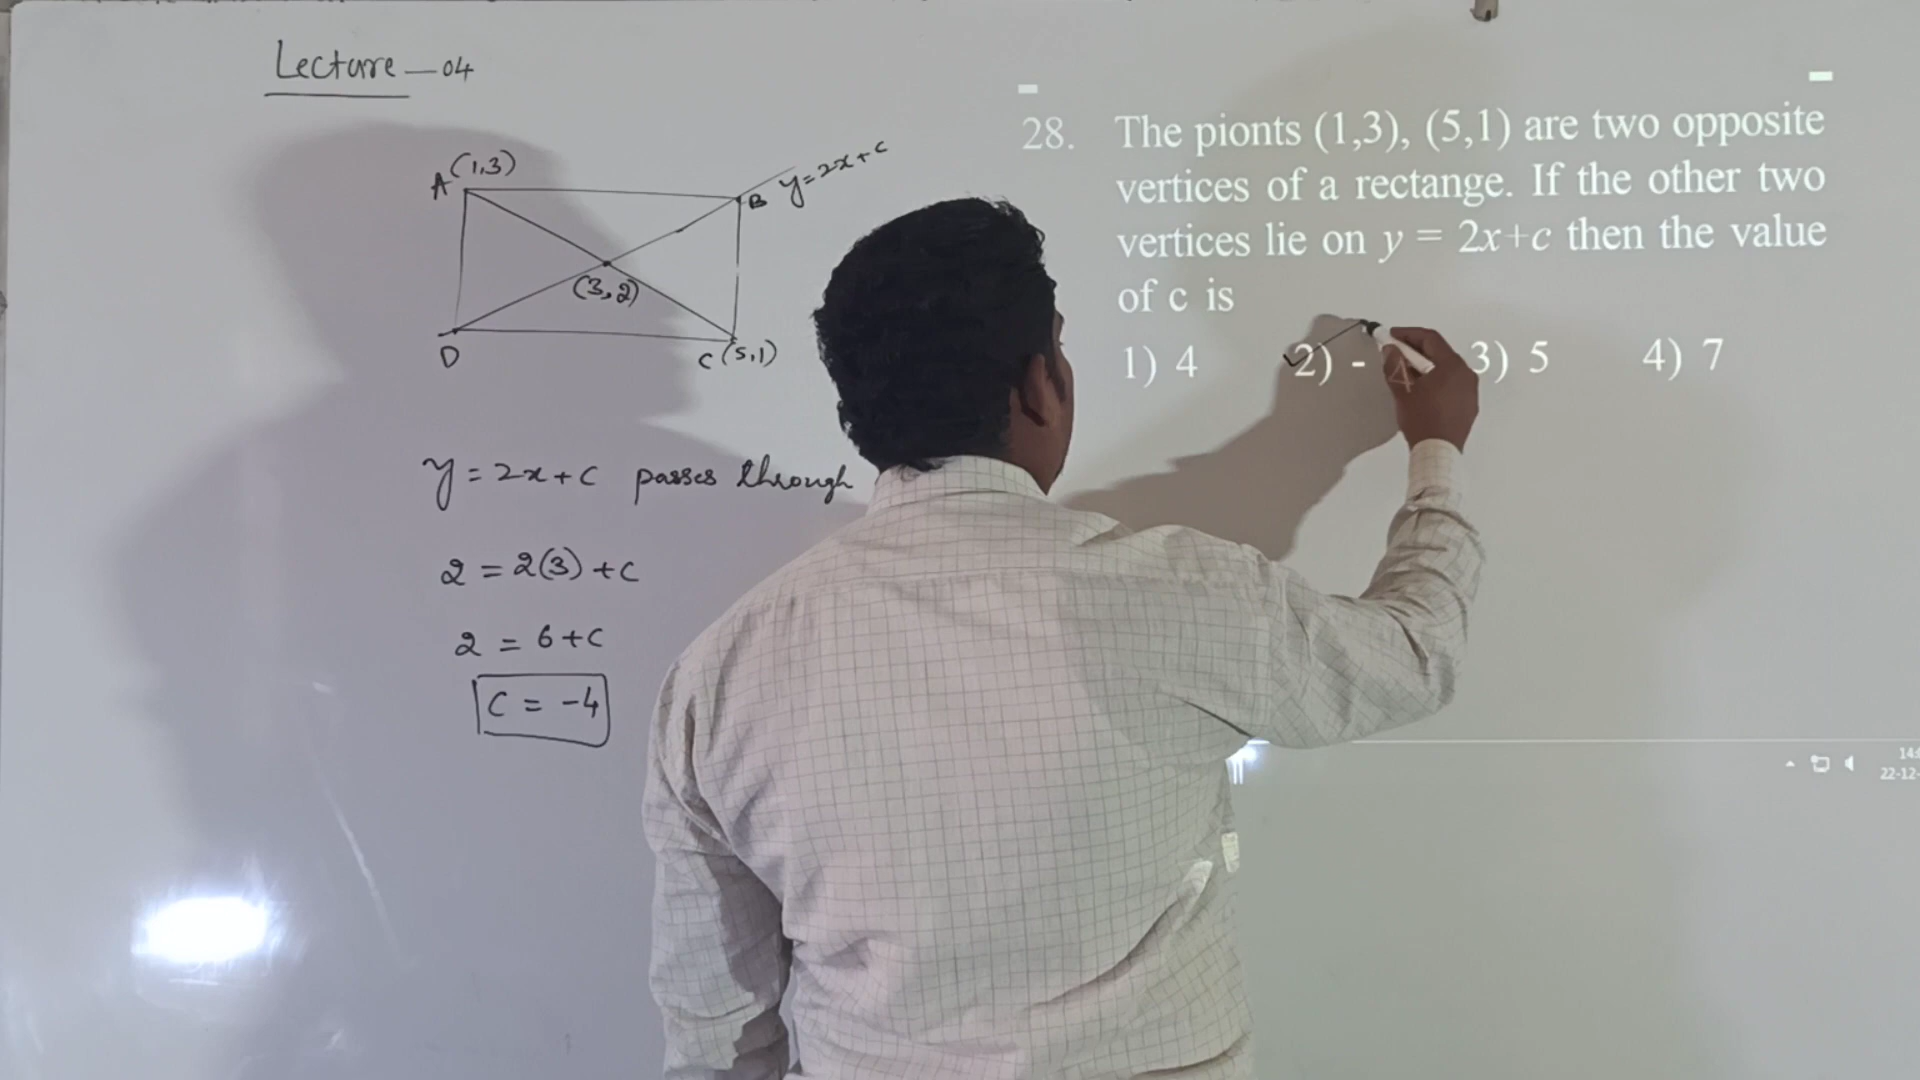 Lecture - 04
A (1,3)
B y=2x+c
(3,2)
D
C (5,1)
y = 2x + c passes through
2 = 2(3) + c
2 = 6 + c
c = -4
28. The pionts (1,3), (5,1) are two opposite
vertices of a rectange. If the other two
vertices lie on y = 2x+c then the value
of c is
1) 4 2) - 4 3) 5 4) 7